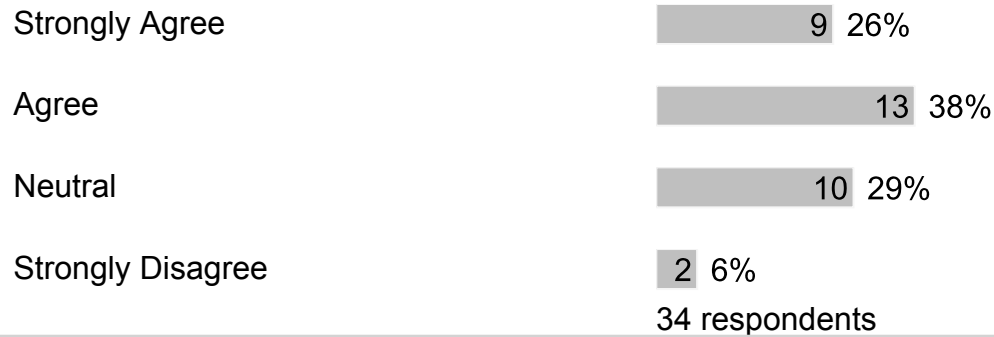 Strongly Agree 9 26%
Agree 13 38%
Neutral 10 29%
Strongly Disagree 2 6%
34 respondents